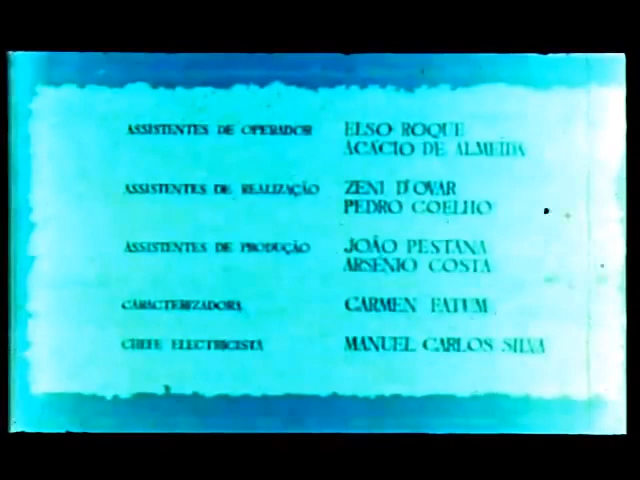 ASSISTENTES DE OPERADOR ELSO ROQUE
ACÁCIO DE ALMEIDA
ASSISTENTES DE REALIZAÇÃO ZENI D'OVAR
PEDRO COELHO
ASSISTENTES DE PRODUÇÃO JOÃO PESTANA
ARSÉNIO COSTA
CARACTERIZADORA CARMEN FATUM
CHEFE ELECTRICISTA MANUEL CARLOS SILVA